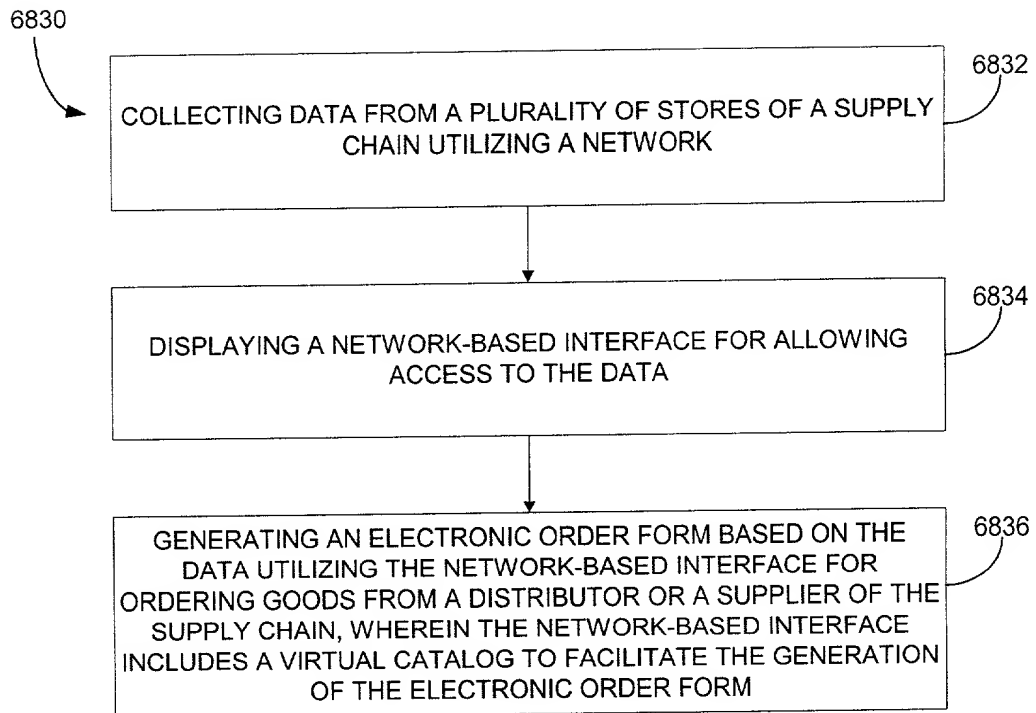 6830
6832
COLLECTING DATA FROM A PLURALITY OF STORES OF A SUPPLY
CHAIN UTILIZING A NETWORK
6834
DISPLAYING A NETWORK-BASED INTERFACE FOR ALLOWING
ACCESS TO THE DATA
6836
GENERATING AN ELECTRONIC ORDER FORM BASED ON THE
DATA UTILIZING THE NETWORK-BASED INTERFACE FOR
ORDERING GOODS FROM A DISTRIBUTOR OR A SUPPLIER OF THE
SUPPLY CHAIN, WHEREIN THE NETWORK-BASED INTERFACE
INCLUDES A VIRTUAL CATALOG TO FACILITATE THE GENERATION
OF THE ELECTRONIC ORDER FORM